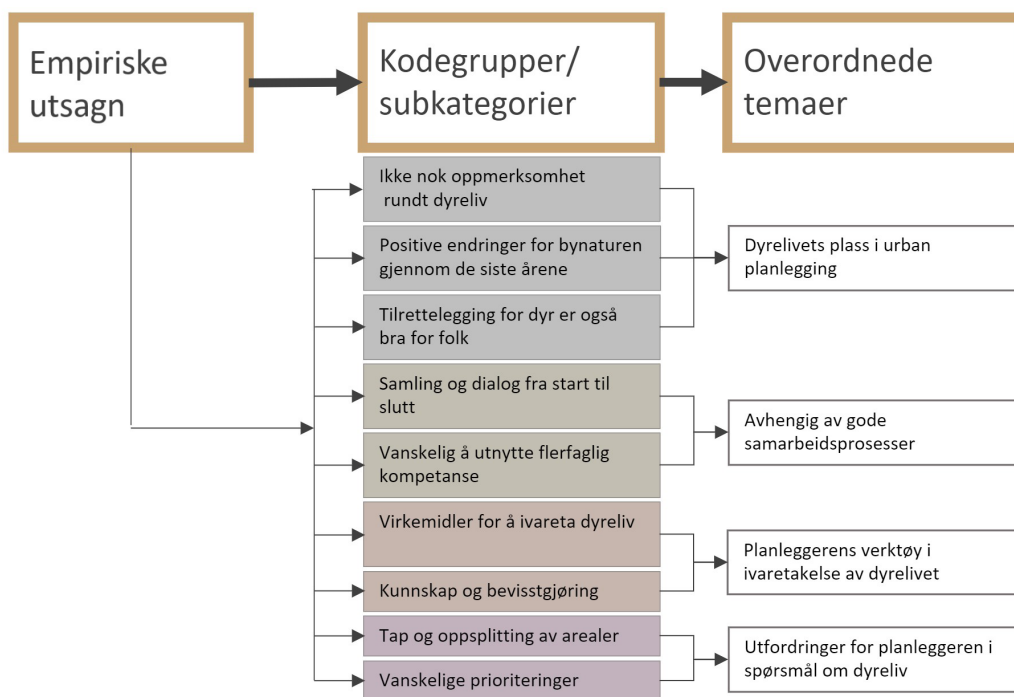 Empiriske
utsagn
Kodegrupper/
subkategorier
Overordnede
temaer
Ikke nok oppmerksomhet
rundt dyreliv
Positive endringer for bynaturen
gjennom de siste årene
Tilrettelegging for dyr er også
bra for folk
Dyrelivets plass i urban
planlegging
Samling og dialog fra start til
slutt
Vanskelig å utnytte flerfaglig
kompetanse
Avhengig av gode
samarbeidsprosesser
Virkemidler for å ivareta dyreliv
Kunnskap og bevisstgjøring
Planleggerens verktøy i
ivaretakelse av dyrelivet
Tap og oppsplitting av arealer
Vanskelige prioriteringer
Utfordringer for planleggeren i
spørsmål om dyreliv